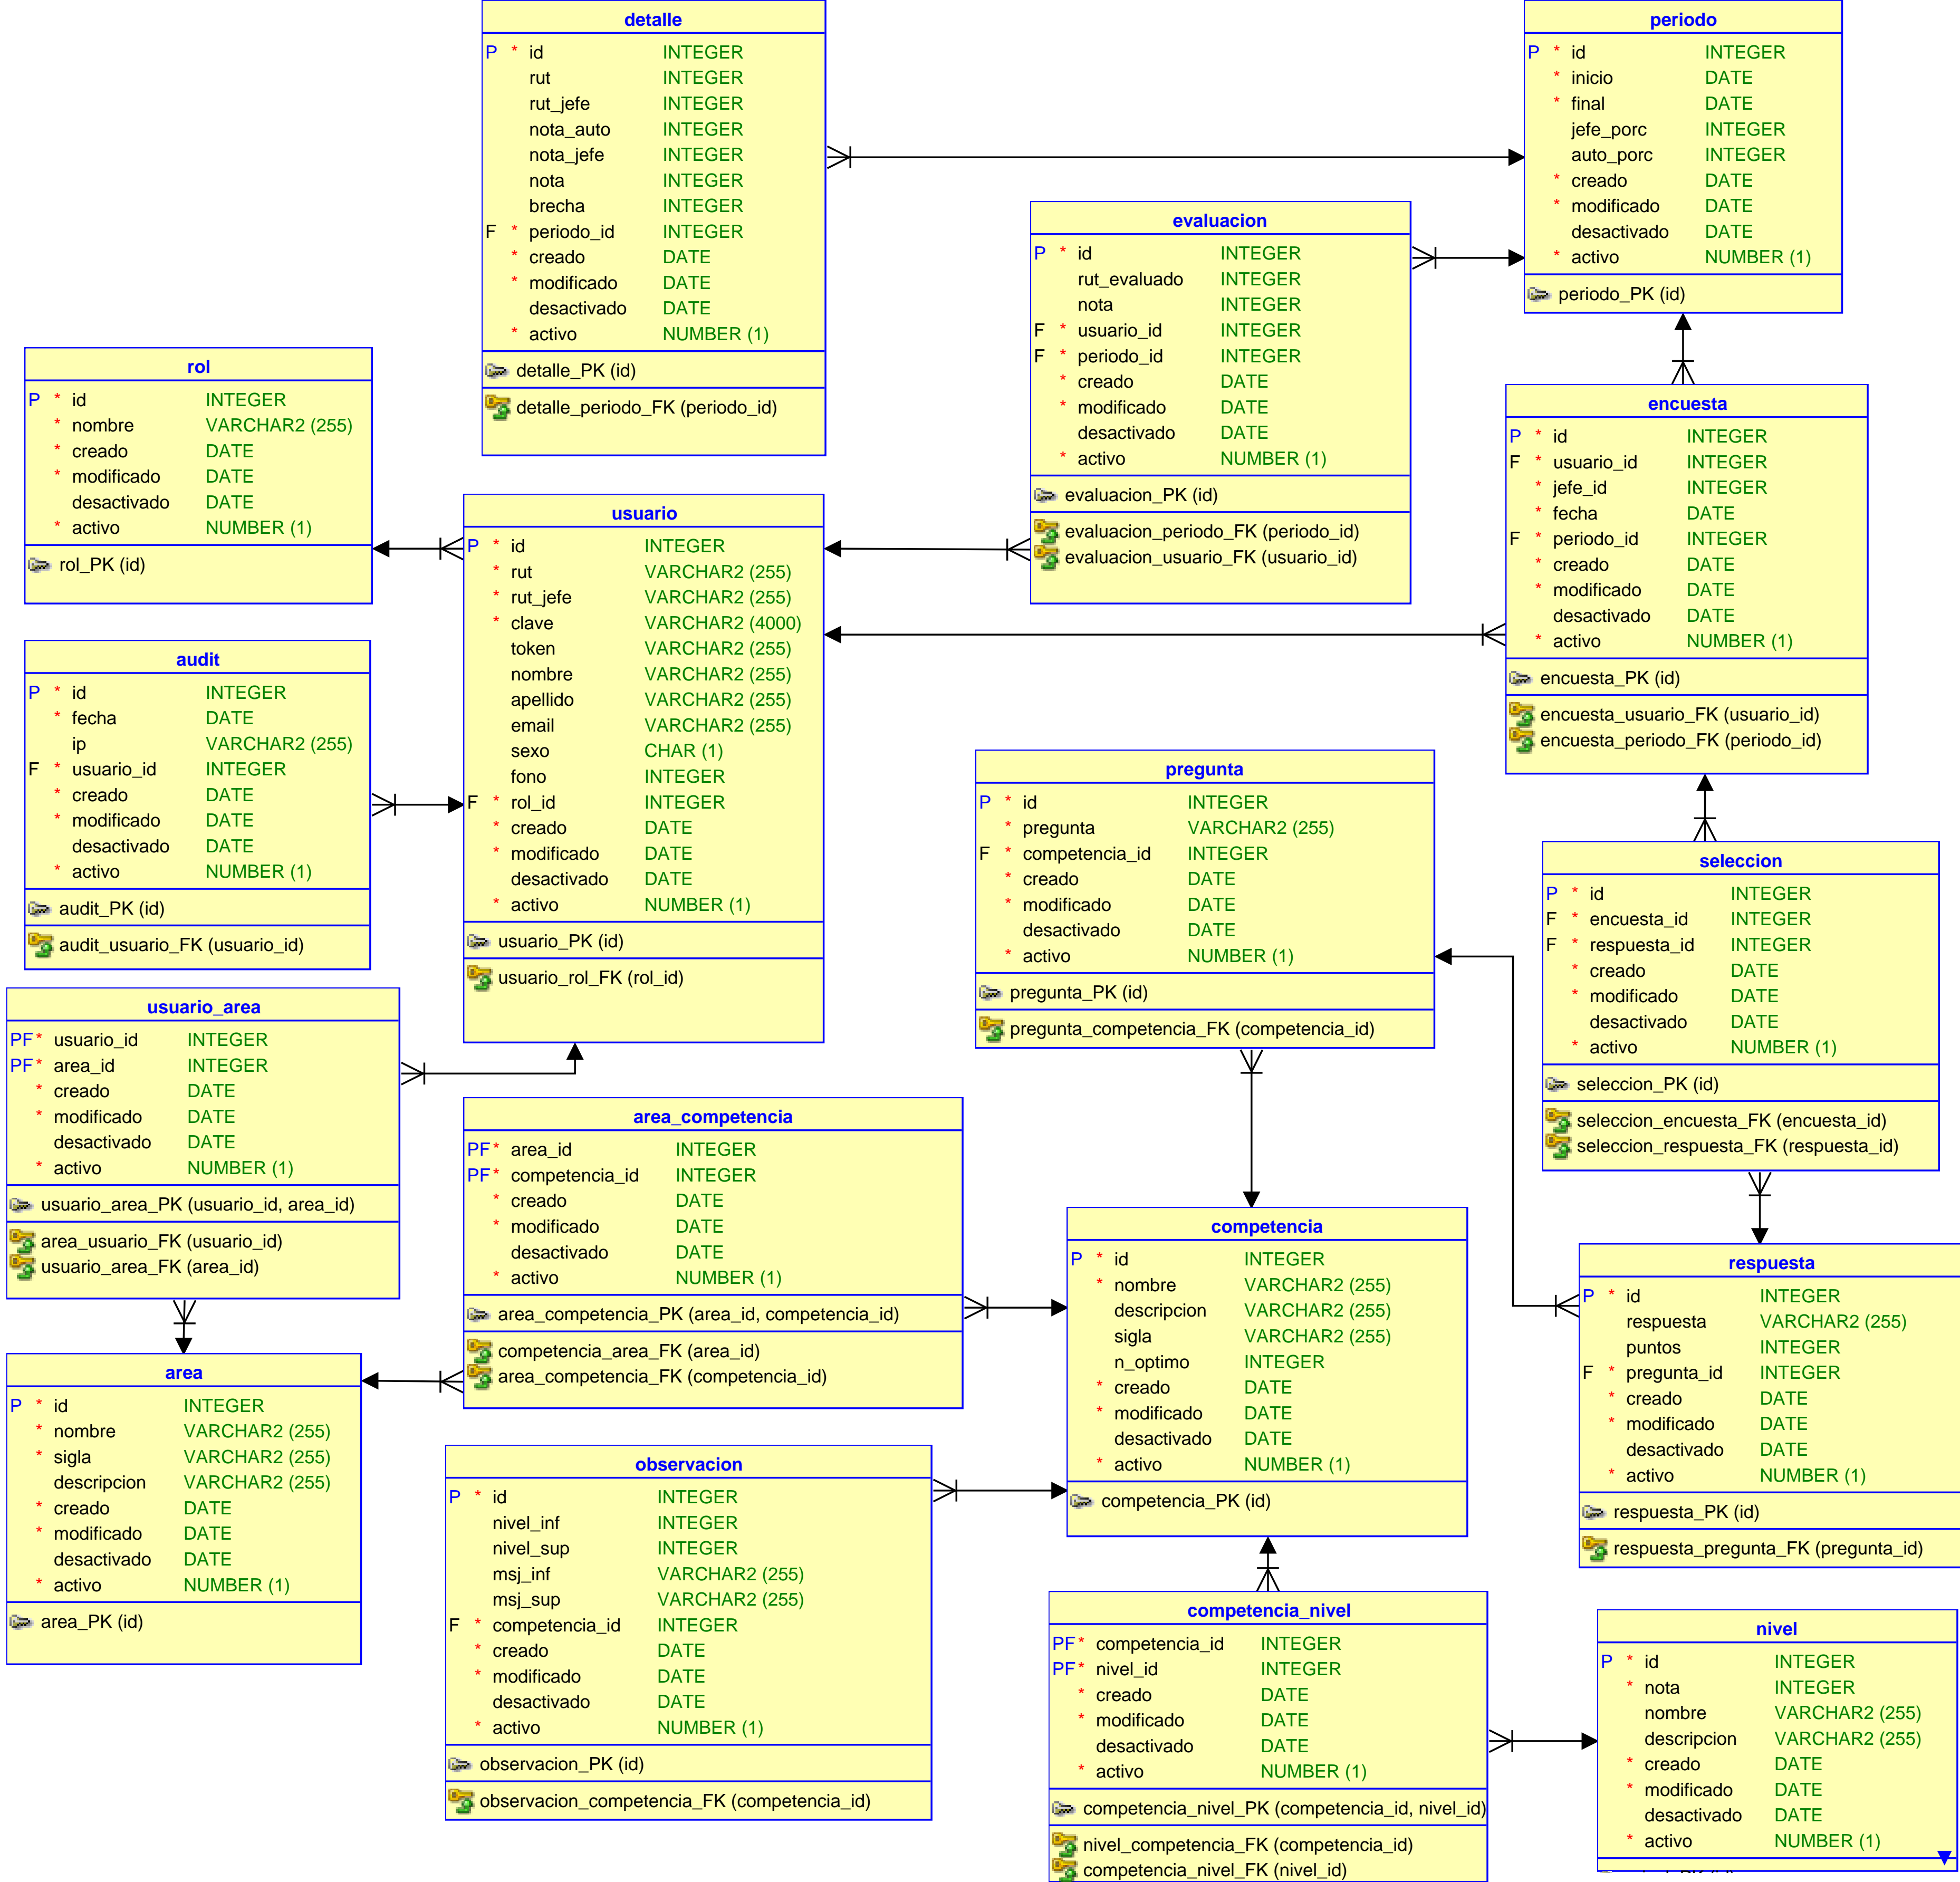 detalle
P * id INTEGER
rut INTEGER
rut_jefe INTEGER
nota_auto INTEGER
nota_jefe INTEGER
nota INTEGER
brecha INTEGER
F * periodo_id INTEGER
* creado DATE
* modificado DATE
desactivado DATE
* activo NUMBER (1)
detalle_PK (id)
detalle_periodo_FK (periodo_id)
periodo
P * id INTEGER
* inicio DATE
* final DATE
jefe_porc INTEGER
auto_porc INTEGER
* creado DATE
* modificado DATE
desactivado DATE
* activo NUMBER (1)
periodo_PK (id)
evaluacion
P * id INTEGER
rut_evaluado INTEGER
nota INTEGER
F * usuario_id INTEGER
F * periodo_id INTEGER
* creado DATE
* modificado DATE
desactivado DATE
* activo NUMBER (1)
evaluacion_PK (id)
evaluacion_periodo_FK (periodo_id)
evaluacion_usuario_FK (usuario_id)
rol
P * id INTEGER
* nombre VARCHAR2 (255)
* creado DATE
* modificado DATE
desactivado DATE
* activo NUMBER (1)
rol_PK (id)
encuesta
P * id INTEGER
F * usuario_id INTEGER
* jefe_id INTEGER
* fecha DATE
F * periodo_id INTEGER
* creado DATE
* modificado DATE
desactivado DATE
* activo NUMBER (1)
encuesta_PK (id)
encuesta_usuario_FK (usuario_id)
encuesta_periodo_FK (periodo_id)
usuario
P * id INTEGER
* rut VARCHAR2 (255)
* rut_jefe VARCHAR2 (255)
* clave VARCHAR2 (4000)
token VARCHAR2 (255)
nombre VARCHAR2 (255)
apellido VARCHAR2 (255)
email VARCHAR2 (255)
sexo CHAR (1)
fono INTEGER
F * rol_id INTEGER
* creado DATE
* modificado DATE
desactivado DATE
* activo NUMBER (1)
usuario_PK (id)
usuario_rol_FK (rol_id)
audit
P * id INTEGER
* fecha DATE
ip VARCHAR2 (255)
F * usuario_id INTEGER
* creado DATE
* modificado DATE
desactivado DATE
* activo NUMBER (1)
audit_PK (id)
audit_usuario_FK (usuario_id)
pregunta
P * id INTEGER
* pregunta VARCHAR2 (255)
F * competencia_id INTEGER
* creado DATE
* modificado DATE
desactivado DATE
* activo NUMBER (1)
pregunta_PK (id)
pregunta_competencia_FK (competencia_id)
seleccion
P * id INTEGER
F * encuesta_id INTEGER
F * respuesta_id INTEGER
* creado DATE
* modificado DATE
desactivado DATE
* activo NUMBER (1)
seleccion_PK (id)
seleccion_encuesta_FK (encuesta_id)
seleccion_respuesta_FK (respuesta_id)
usuario_area
PF * usuario_id INTEGER
PF * area_id INTEGER
* creado DATE
* modificado DATE
desactivado DATE
* activo NUMBER (1)
usuario_area_PK (usuario_id, area_id)
area_usuario_FK (usuario_id)
usuario_area_FK (area_id)
area_competencia
PF * area_id INTEGER
PF * competencia_id INTEGER
* creado DATE
* modificado DATE
desactivado DATE
* activo NUMBER (1)
area_competencia_PK (area_id, competencia_id)
competencia_area_FK (area_id)
area_competencia_FK (competencia_id)
competencia
P * id INTEGER
* nombre VARCHAR2 (255)
descripcion VARCHAR2 (255)
sigla VARCHAR2 (255)
n_optimo INTEGER
* creado DATE
* modificado DATE
desactivado DATE
* activo NUMBER (1)
competencia_PK (id)
respuesta
P * id INTEGER
respuesta VARCHAR2 (255)
puntos INTEGER
F * pregunta_id INTEGER
* creado DATE
* modificado DATE
desactivado DATE
* activo NUMBER (1)
respuesta_PK (id)
respuesta_pregunta_FK (pregunta_id)
area
P * id INTEGER
* nombre VARCHAR2 (255)
* sigla VARCHAR2 (255)
descripcion VARCHAR2 (255)
* creado DATE
* modificado DATE
desactivado DATE
* activo NUMBER (1)
area_PK (id)
observacion
P * id INTEGER
nivel_inf INTEGER
nivel_sup INTEGER
msj_inf VARCHAR2 (255)
msj_sup VARCHAR2 (255)
F * competencia_id INTEGER
* creado DATE
* modificado DATE
desactivado DATE
* activo NUMBER (1)
observacion_PK (id)
observacion_competencia_FK (competencia_id)
competencia_nivel
PF * competencia_id INTEGER
PF * nivel_id INTEGER
* creado DATE
* modificado DATE
desactivado DATE
* activo NUMBER (1)
competencia_nivel_PK (competencia_id, nivel_id)
nivel_competencia_FK (competencia_id)
competencia_nivel_FK (nivel_id)
nivel
P * id INTEGER
* nota INTEGER
nombre VARCHAR2 (255)
descripcion VARCHAR2 (255)
* creado DATE
* modificado DATE
desactivado DATE
* activo NUMBER (1)